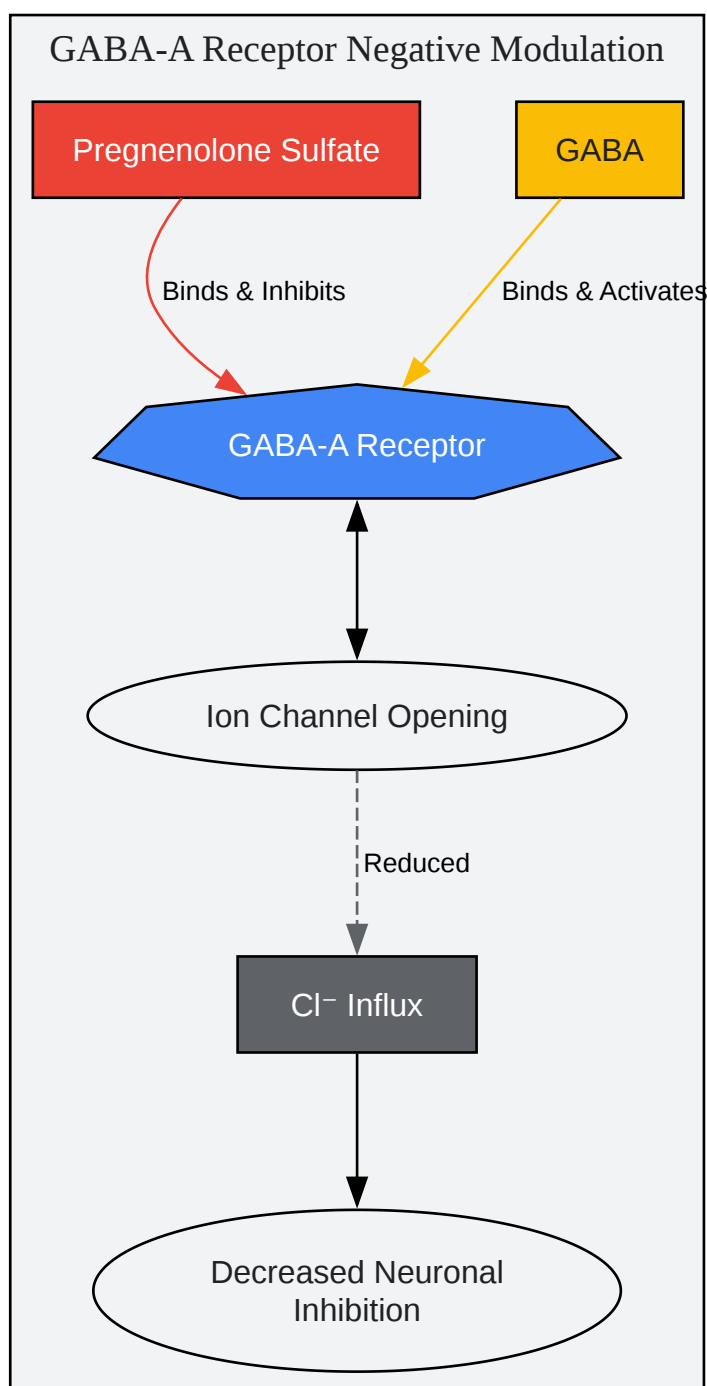 GABA-A Receptor Negative Modulation
Pregnenolone Sulfate
GABA
Binds & Inhibits
Binds & Activates
GABA-A Receptor
Ion Channel Opening
Reduced
Cl⁻ Influx
Decreased Neuronal
Inhibition